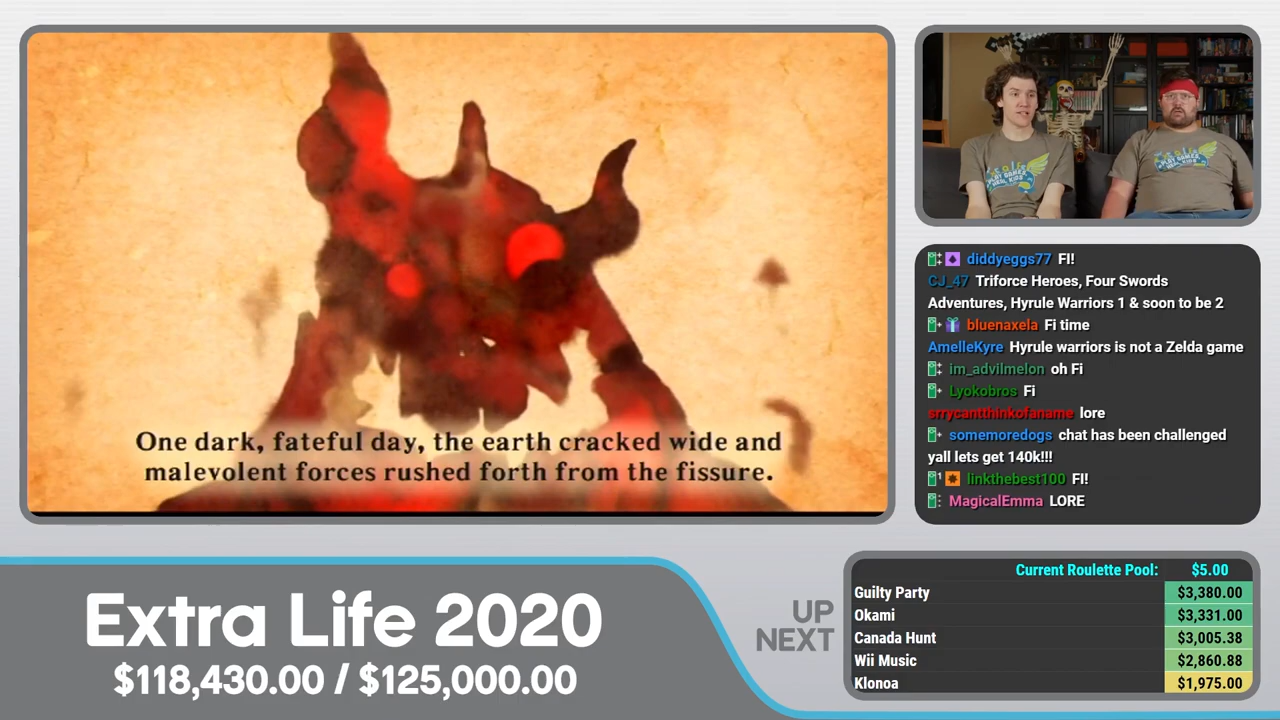 One dark, fateful day, the earth cracked wide and
malevolent forces rushed forth from the fissure.
diddyeggs77 FI!
CJ_47 Triforce Heroes, Four Swords
Adventures, Hyrule Warriors 1 & soon to be 2
bluenaxela Fi time
AmelleKyre Hyrule warriors is not a Zelda game
im_advilmelon oh Fi
Lyokobros Fi
srrycantthinkofaname lore
somemoredogs chat has been challenged
yall lets get 140k!!!
linkthebest100 FI!
MagicalEmma LORE
Extra Life 2020
$118,430.00 / $125,000.00
UP
NEXT
Current Roulette Pool: $5.00
Guilty Party $3,380.00
Okami $3,331.00
Canada Hunt $3,005.38
Wii Music $2,860.88
Klonoa $1,975.00